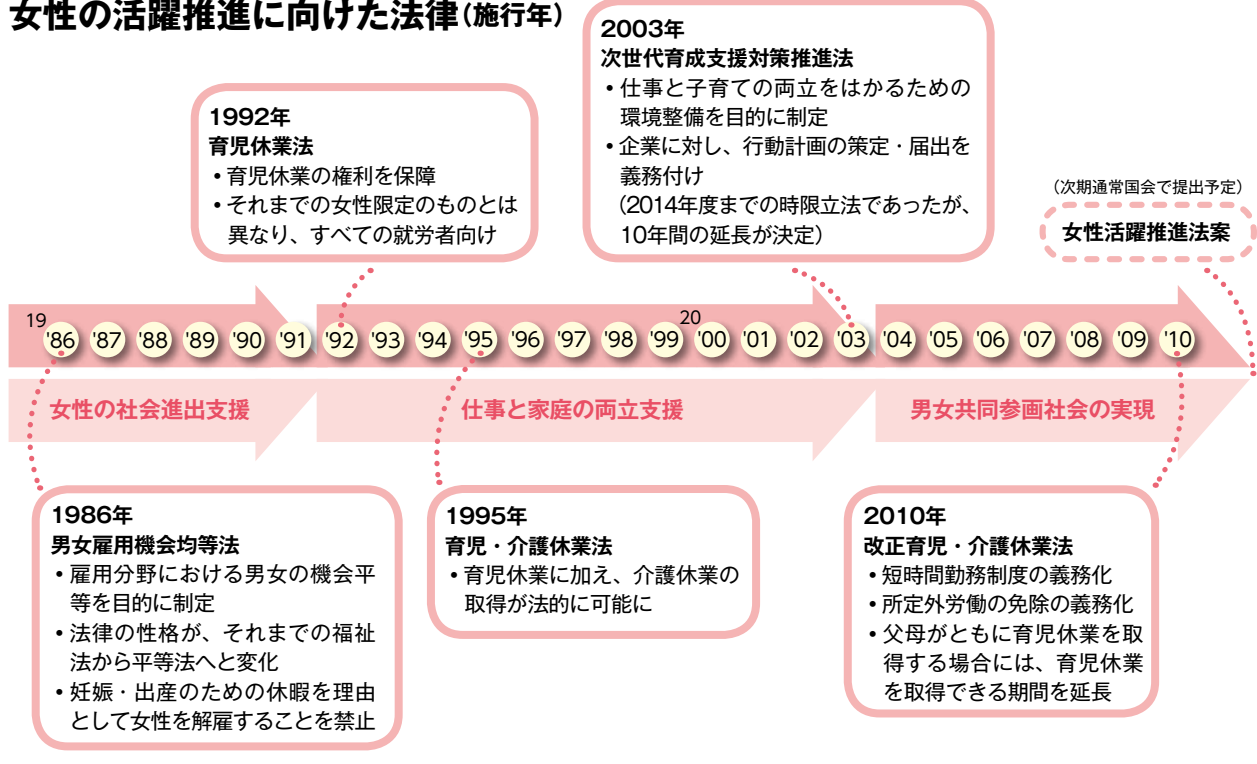 女性の活躍推進に向けた法律(施行年)
2003年
次世代育成支援対策推進法
•仕事と子育ての両立をはかるための
環境整備を目的に制定
•企業に対し、行動計画の策定・届出を
義務付け
(2014年度までの時限立法であったが、
10年間の延長が決定)
1992年
育児休業法
•育児休業の権利を保障
•それまでの女性限定のものとは
異なり、すべての就労者向け
(次期通常国会で提出予定)
女性活躍推進法案
19 20
'86 '87 '88 '89 '90 '91 '92 '93 '94 '95 '96 '97 '98 '99 '00 '01 '02 '03 '04 '05 '06 '07 '08 '09 '10
女性の社会進出支援 仕事と家庭の両立支援 男女共同参画社会の実現
1986年
男女雇用機会均等法
•雇用分野における男女の機会平
等を目的に制定
•法律の性格が、それまでの福祉
法から平等法へと変化
•妊娠・出産のための休暇を理由
として女性を解雇することを禁止
1995年
育児・介護休業法
•育児休業に加え、介護休業の
取得が法的に可能に
2010年
改正育児・介護休業法
•短時間勤務制度の義務化
•所定外労働の免除の義務化
•父母がともに育児休業を取
得する場合には、育児休業
を取得できる期間を延長